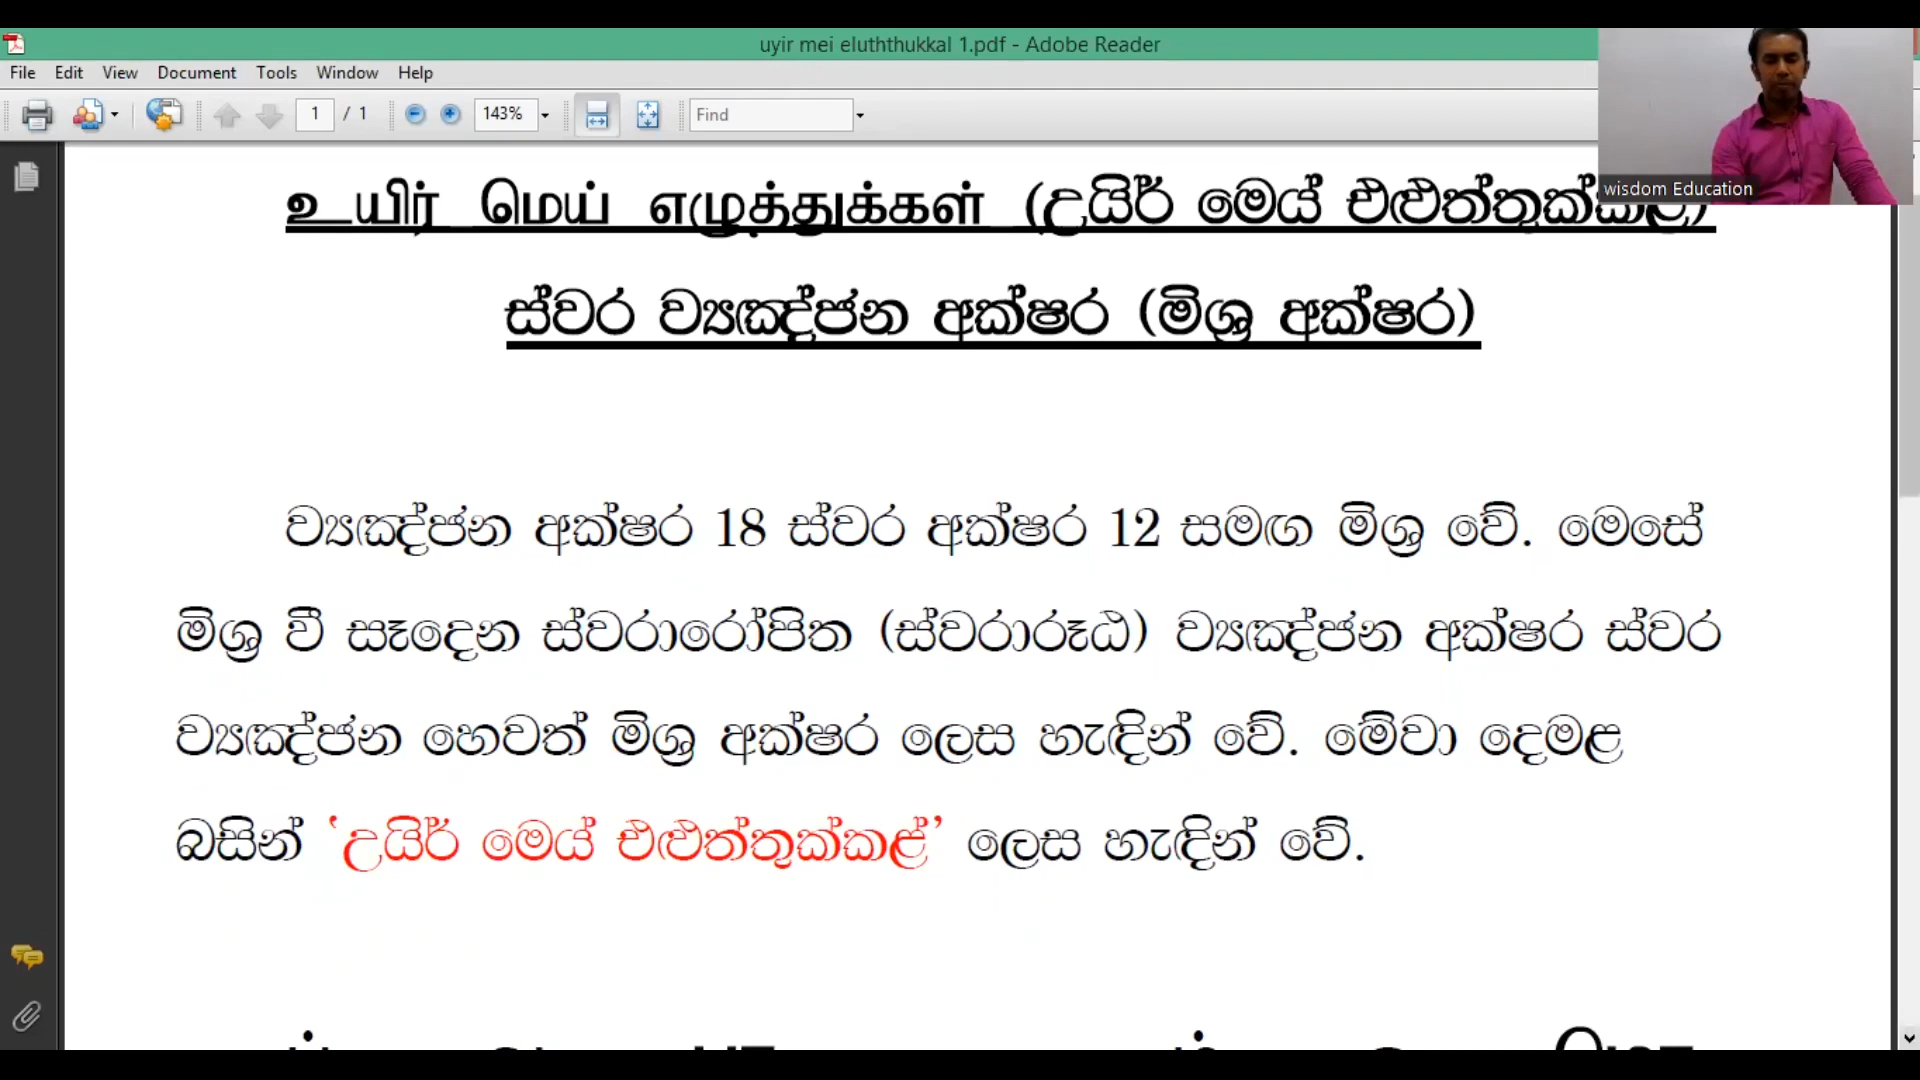 uyir mei eluththukkal 1.pdf - Adobe Reader
File Edit View Document Tools Window Help
1 / 1 143% Find
wisdom Education
உயிர் மெய் எழுத்துக்கள் (උයිර් මෙය් එළුත්තුක්කළ්)
ස්වර ව්‍යඤ්ජන අක්ෂර (මිශ්‍ර අක්ෂර)
ව්‍යඤ්ජන අක්ෂර 18 ස්වර අක්ෂර 12 සමඟ මිශ්‍ර වේ. මෙසේ
මිශ්‍ර වී සෑදෙන ස්වරාරෝපිත (ස්වරාරූඪ) ව්‍යඤ්ජන අක්ෂර ස්වර
ව්‍යඤ්ජන හෙවත් මිශ්‍ර අක්ෂර ලෙස හැඳින් වේ. මේවා දෙමළ
බසින් ‘උයිර් මෙය් එළුත්තුක්කළ්’ ලෙස හැඳින් වේ.